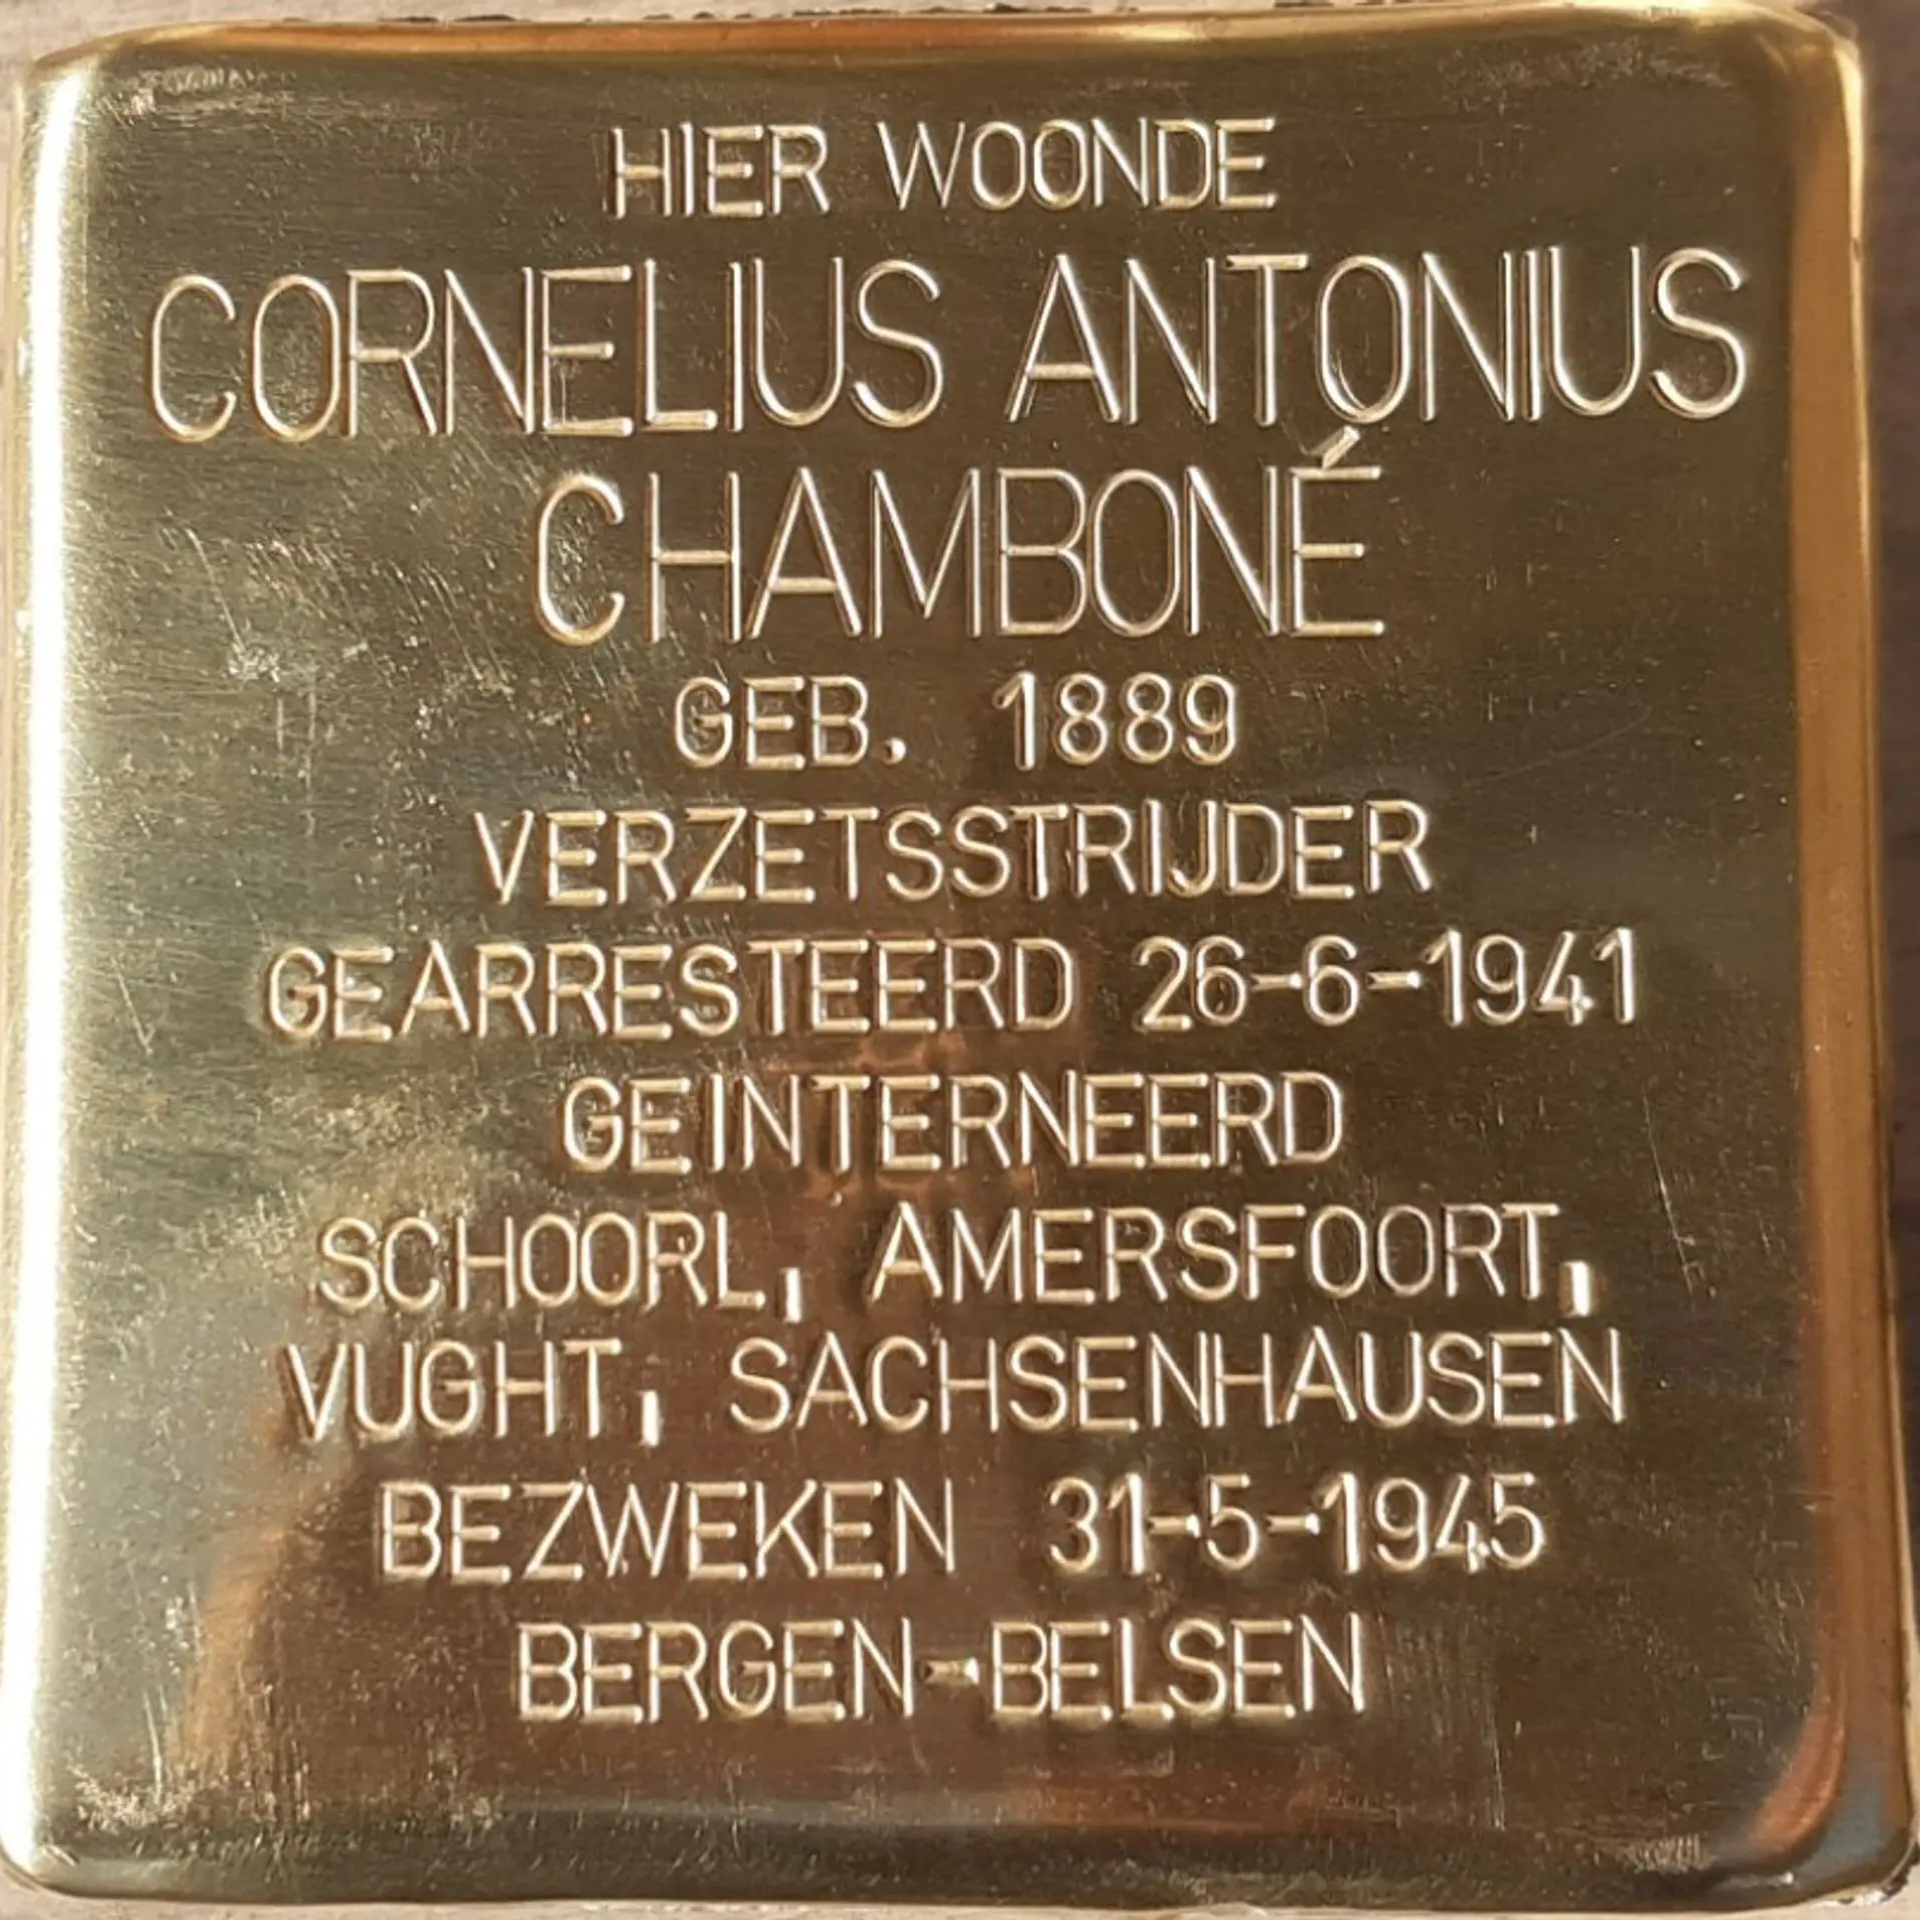 HIER WOONDE
CORNELIUS ANTONIUS
CHAMBONÉ
GEB. 1889
VERZETSSTRIJDER
GEARRESTEERD 26-6-1941
GEINTERNEERD
SCHOORL, AMERSFOORT,
VUGHT, SACHSENHAUSEN
BEZWEKEN 31-5-1945
BERGEN-BELSEN